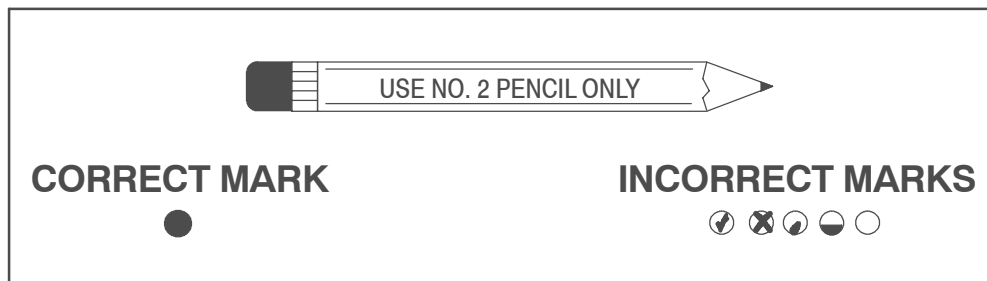 USE NO. 2 PENCIL ONLY
CORRECT MARK
INCORRECT MARKS